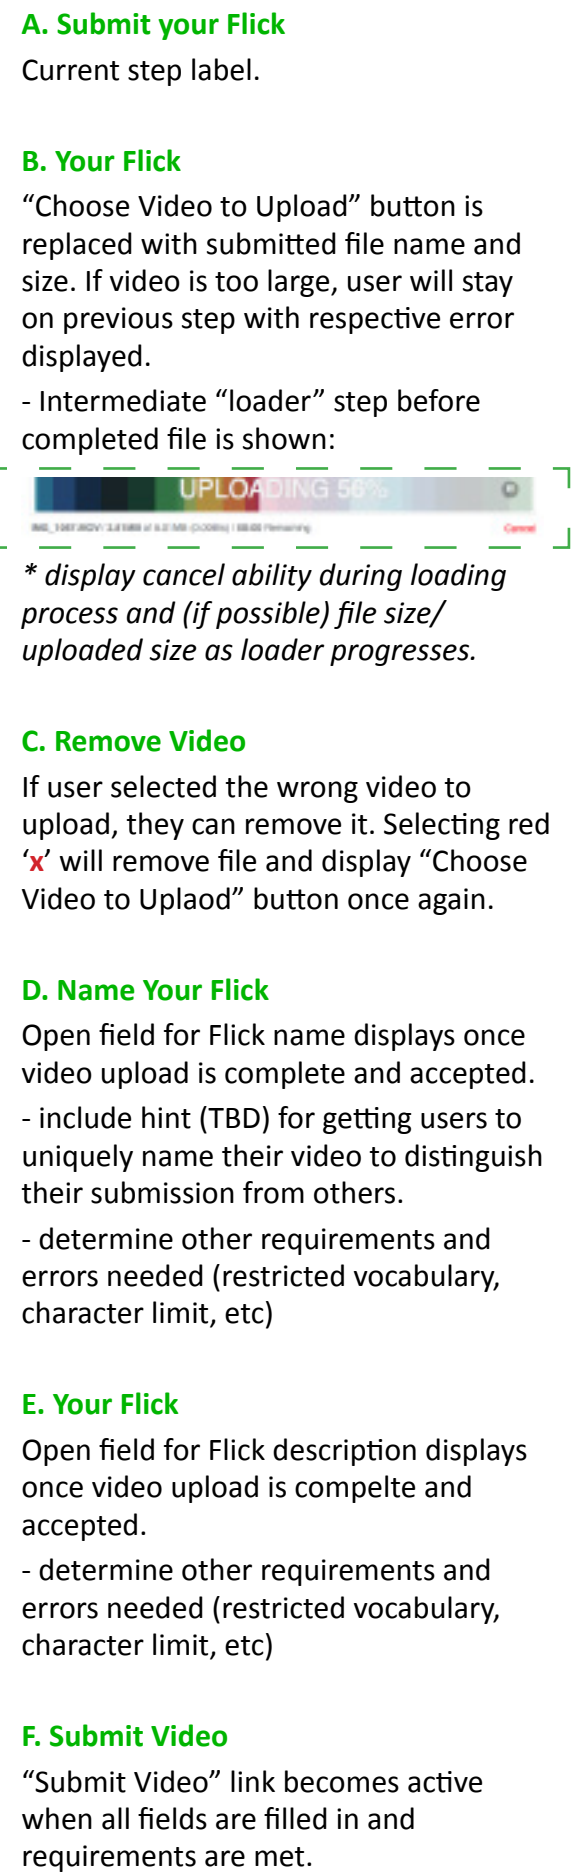 A. Submit your Flick
Current step label.
B. Your Flick
“Choose Video to Upload” button is
replaced with submitted file name and
size. If video is too large, user will stay
on previous step with respective error
displayed.
- Intermediate “loader” step before
completed file is shown:
UPLOADING 56%
Remaining
Cancel
* display cancel ability during loading
process and (if possible) file size/
uploaded size as loader progresses.
C. Remove Video
If user selected the wrong video to
upload, they can remove it. Selecting red
‘x’ will remove file and display “Choose
Video to Uplaod” button once again.
D. Name Your Flick
Open field for Flick name displays once
video upload is complete and accepted.
- include hint (TBD) for getting users to
uniquely name their video to distinguish
their submission from others.
- determine other requirements and
errors needed (restricted vocabulary,
character limit, etc)
E. Your Flick
Open field for Flick description displays
once video upload is compelte and
accepted.
- determine other requirements and
errors needed (restricted vocabulary,
character limit, etc)
F. Submit Video
“Submit Video” link becomes active
when all fields are filled in and
requirements are met.